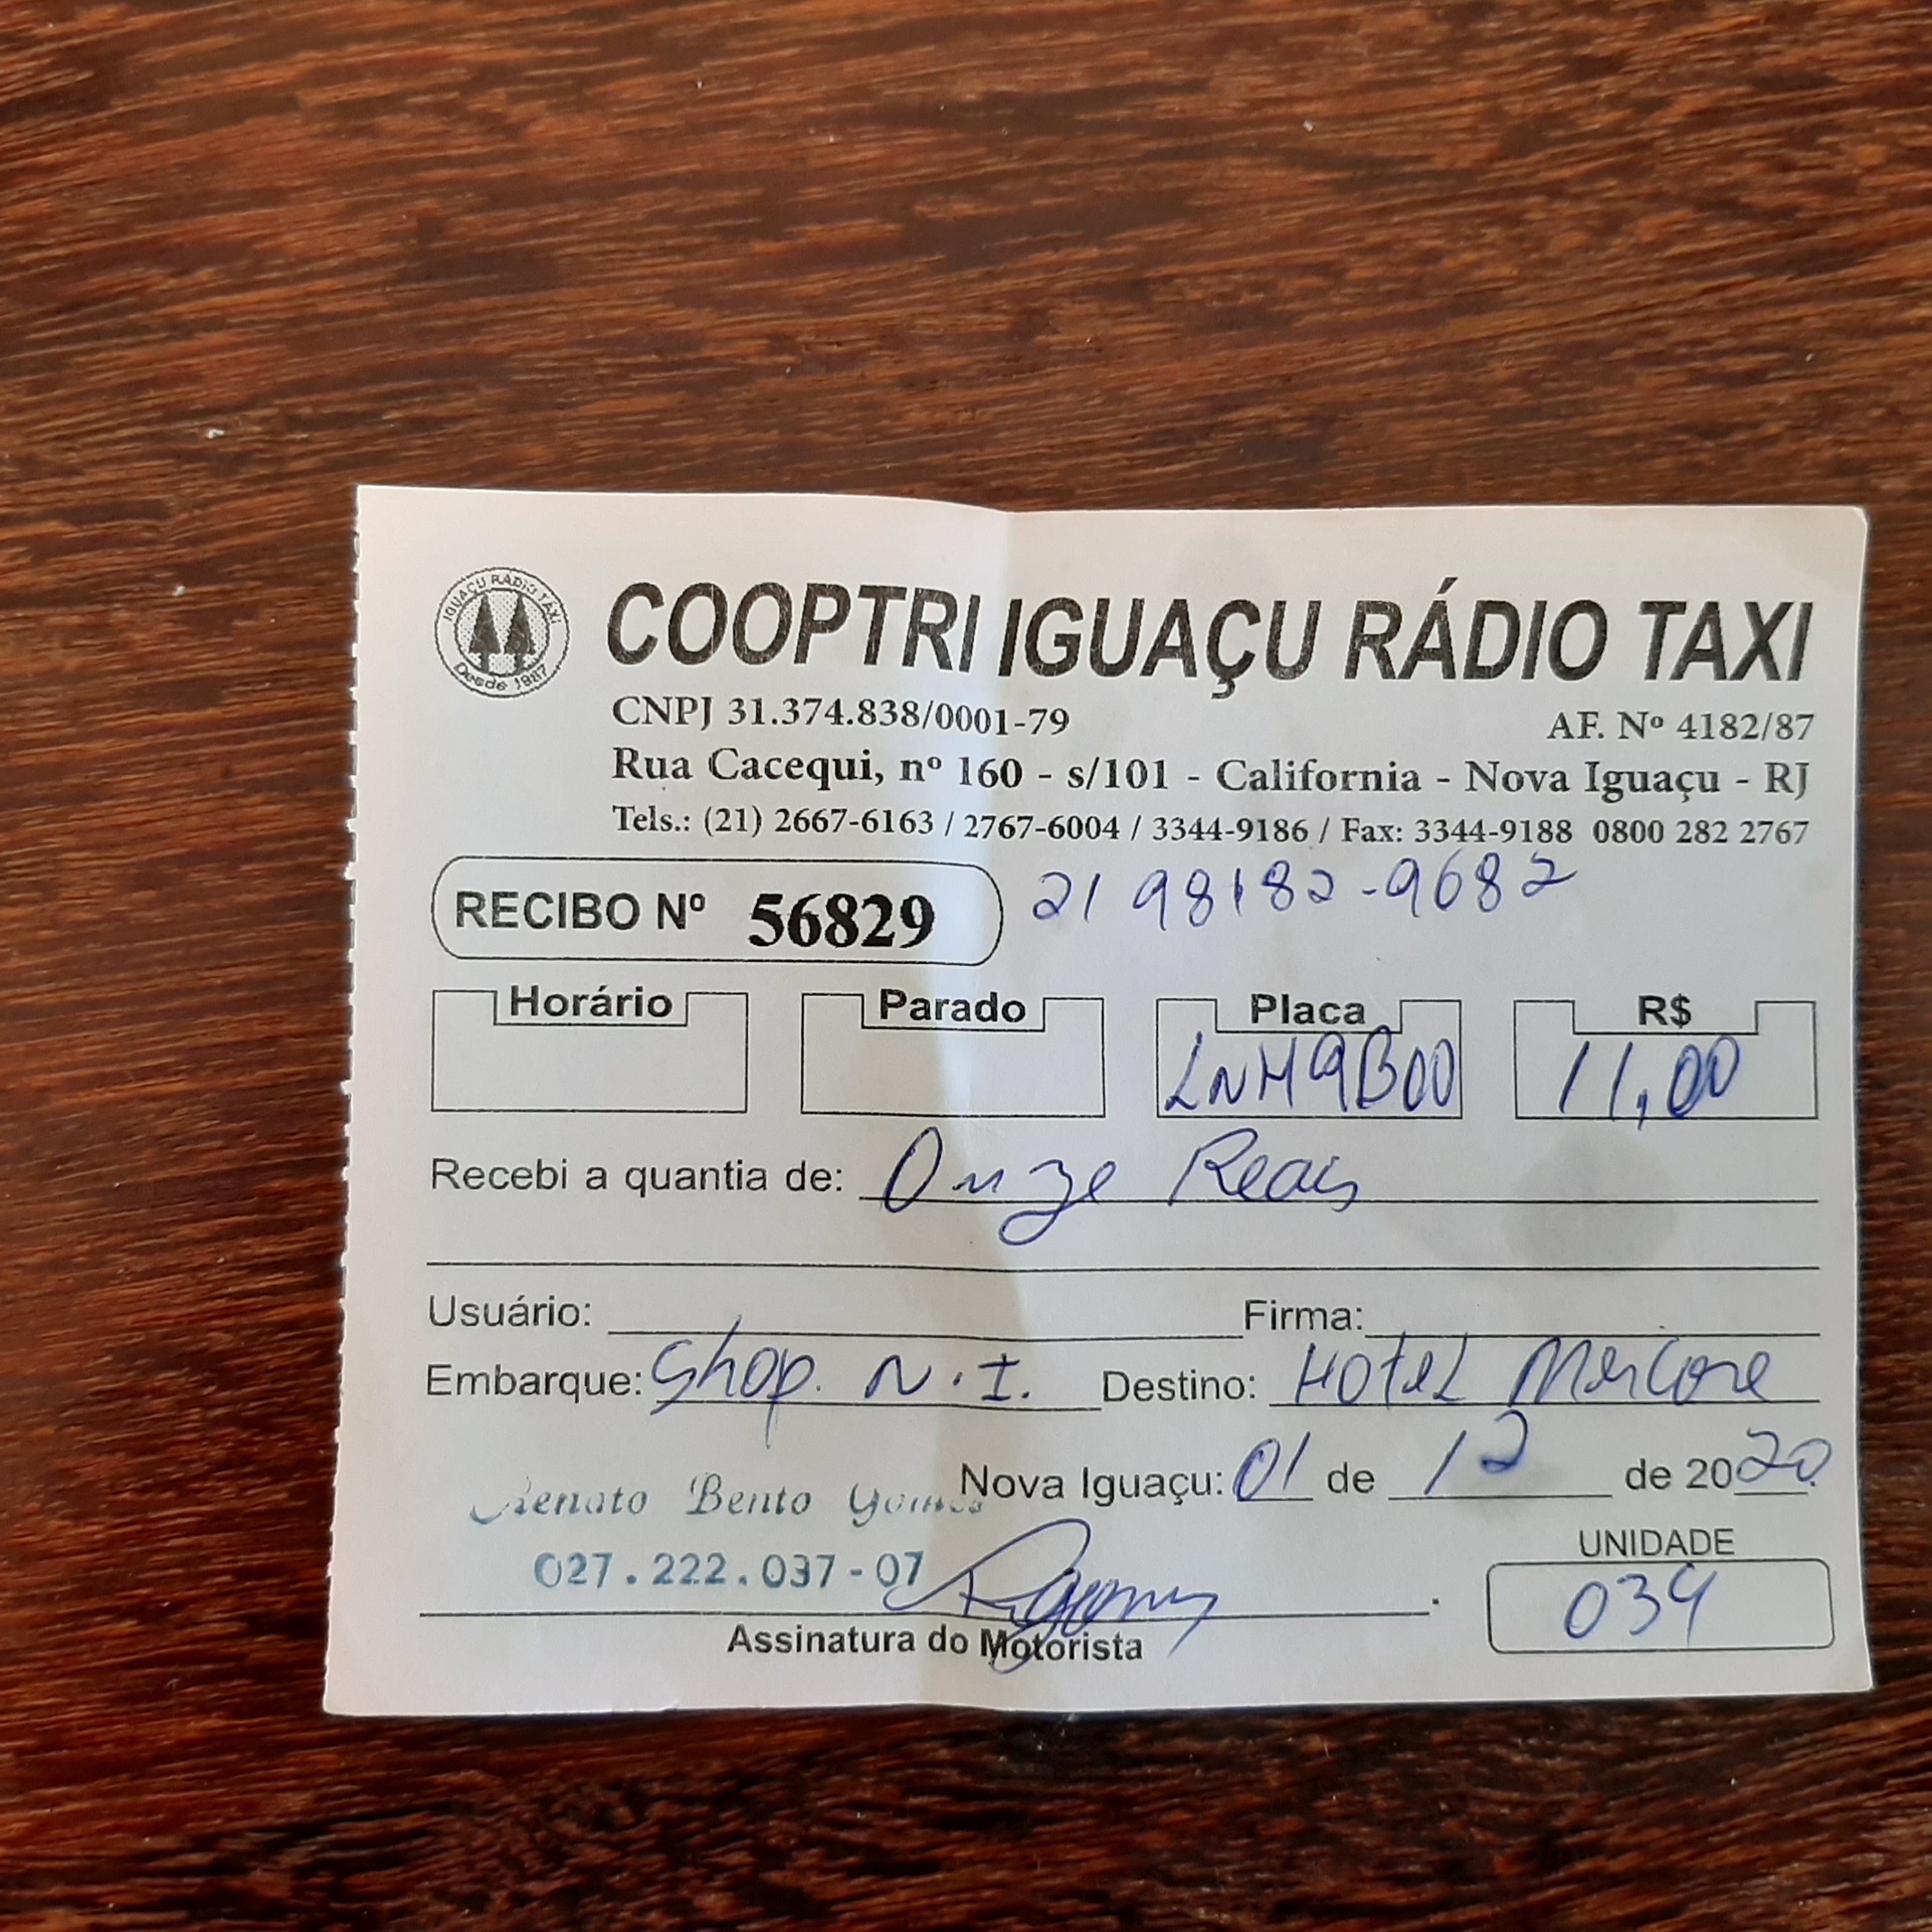 IGUAÇU RÁDIO TAXI
Desde 1987
COOPTRI IGUAÇU RÁDIO TAXI
CNPJ 31.374.838/0001-79 AF. Nº 4182/87
Rua Cacequi, nº 160 - s/101 - California - Nova Iguaçu - RJ
Tels.: (21) 2667-6163 / 2767-6004 / 3344-9186 / Fax: 3344-9188 0800 282 2767
RECIBO Nº 56829 21 98182-9682
Horário Parado Placa R$
LNH9B00 11,00
Recebi a quantia de: Onze Reais
Usuário: Firma:
Embarque: Shop. N.I. Destino: Hotel Mercore
Nova Iguaçu: 01 de 12 de 2020
Renato Bento Gomes
UNIDADE
027.222.037-07
034
Assinatura do Motorista